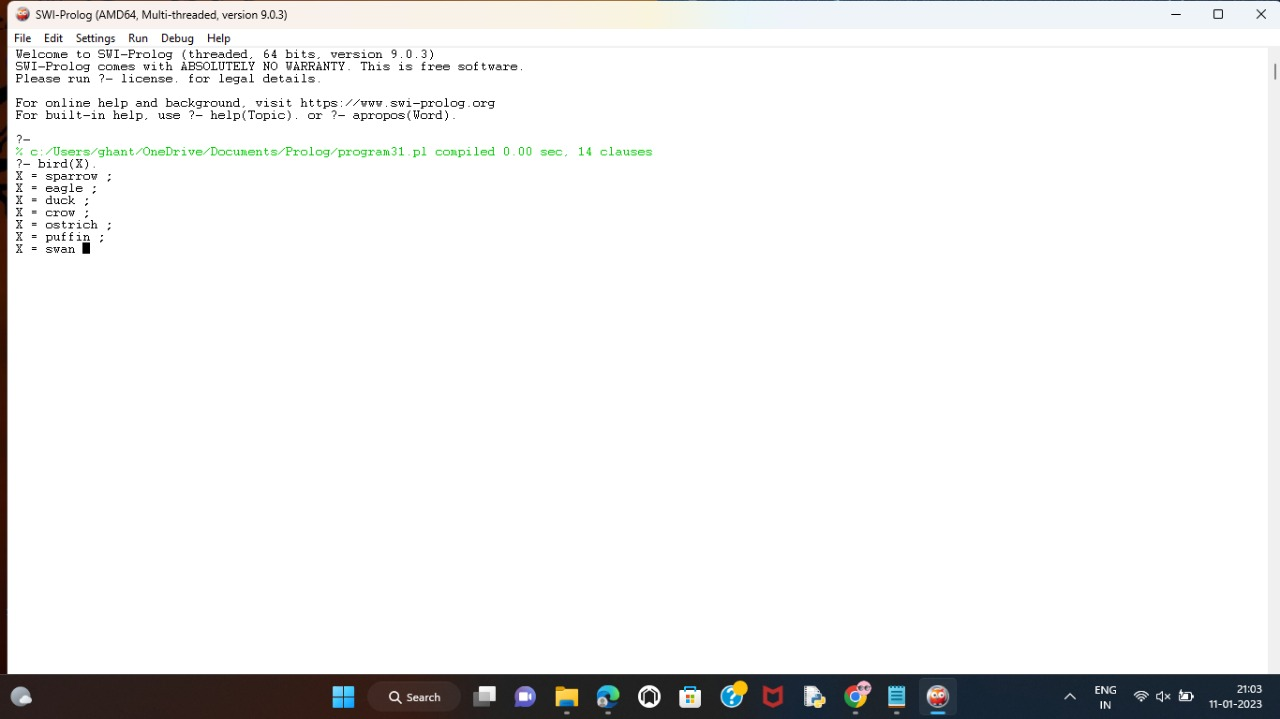 SWI-Prolog (AMD64, Multi-threaded, version 9.0.3)
File Edit Settings Run Debug Help
Welcome to SWI-Prolog (threaded, 64 bits, version 9.0.3)
SWI-Prolog comes with ABSOLUTELY NO WARRANTY. This is free software.
Please run ?- license. for legal details.
For online help and background, visit https://www.swi-prolog.org
For built-in help, use ?- help(Topic). or ?- apropos(Word).
?-
% c:/Users/ghant/OneDrive/Documents/Prolog/program31.pl compiled 0.00 sec, 14 clauses
?- bird(X).
X = sparrow ;
X = eagle ;
X = duck ;
X = crow ;
X = ostrich ;
X = puffin ;
X = swan
Search
ENG
IN
21:03
11-01-2023